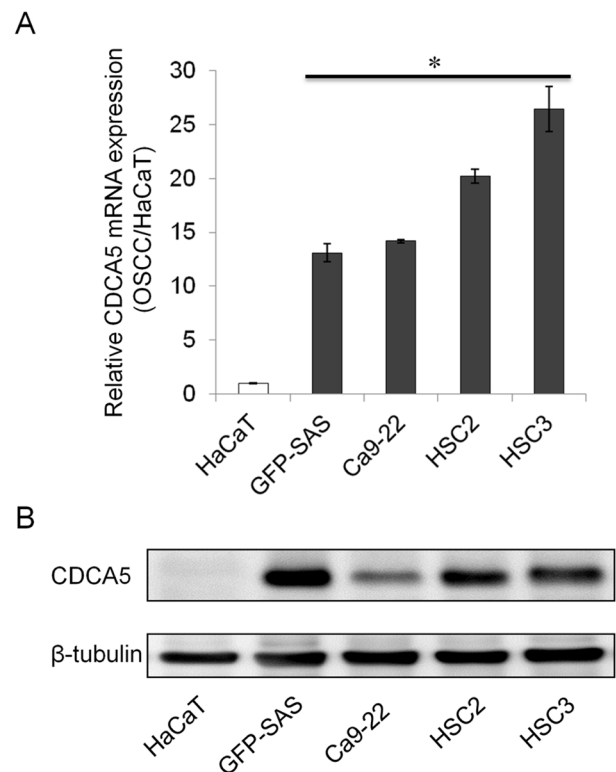 A
Relative CDCA5 mRNA expression
(OSCC/HaCaT)
30
25
20
15
10
5
0
*
HaCaT
GFP-SAS
Ca9-22
HSC2
HSC3
B
CDCA5
β-tubulin
HaCaT
GFP-SAS
Ca9-22
HSC2
HSC3